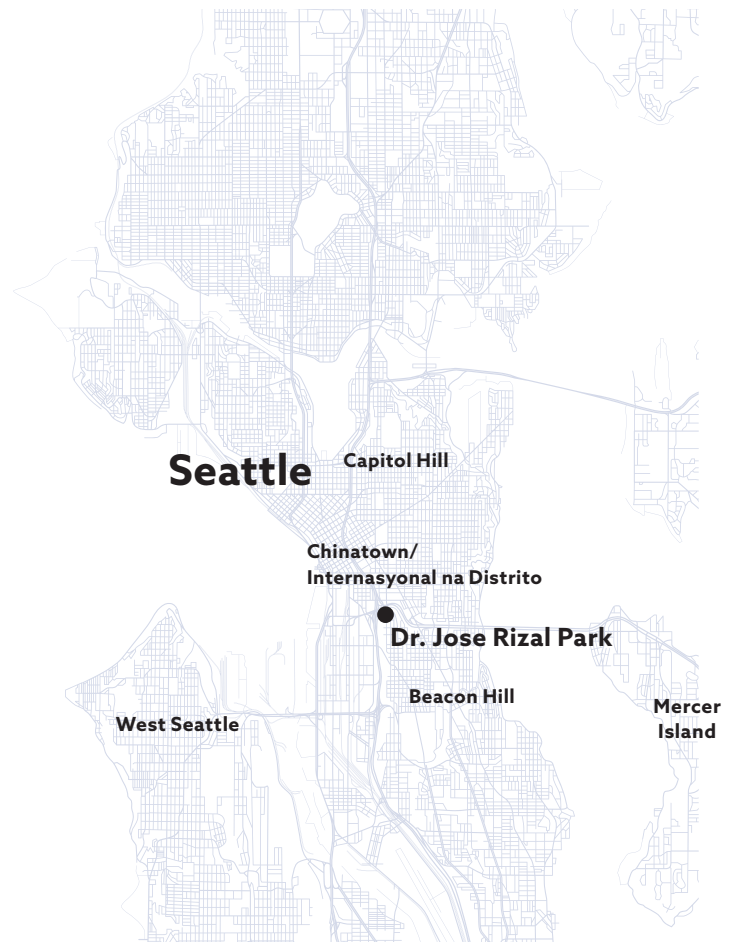 Seattle
Capitol Hill
Chinatown/
Internasyonal na Distrito
Dr. Jose Rizal Park
Beacon Hill
Mercer
Island
West Seattle